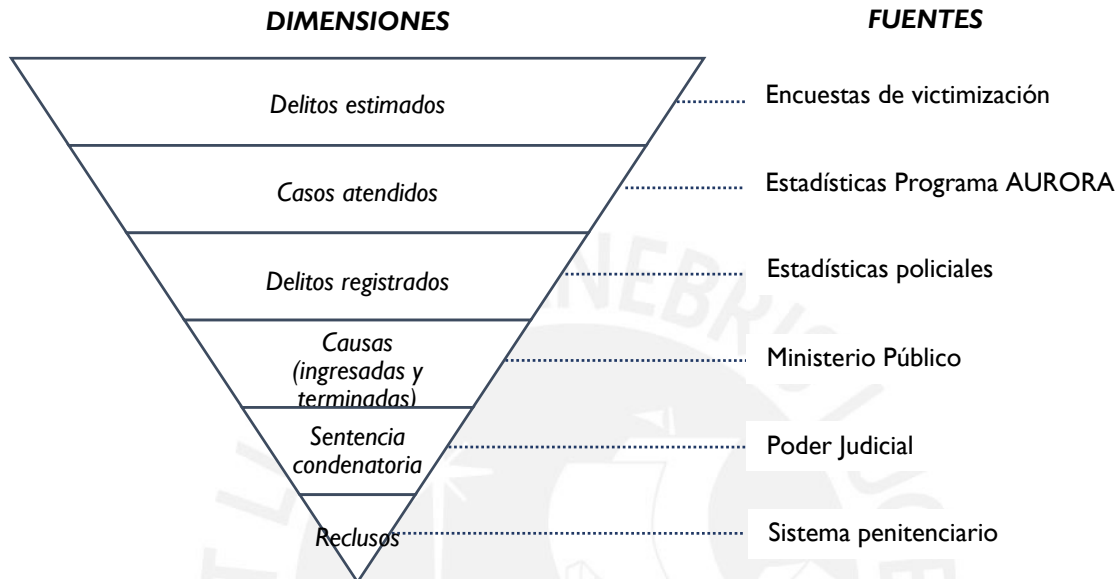 DIMENSIONES
FUENTES
Delitos estimados
Encuestas de victimización
Casos atendidos
Estadísticas Programa AURORA
Delitos registrados
Estadísticas policiales
Causas
(ingresadas y
terminadas)
Ministerio Público
Sentencia
condenatoria
Poder Judicial
Reclusos
Sistema penitenciario